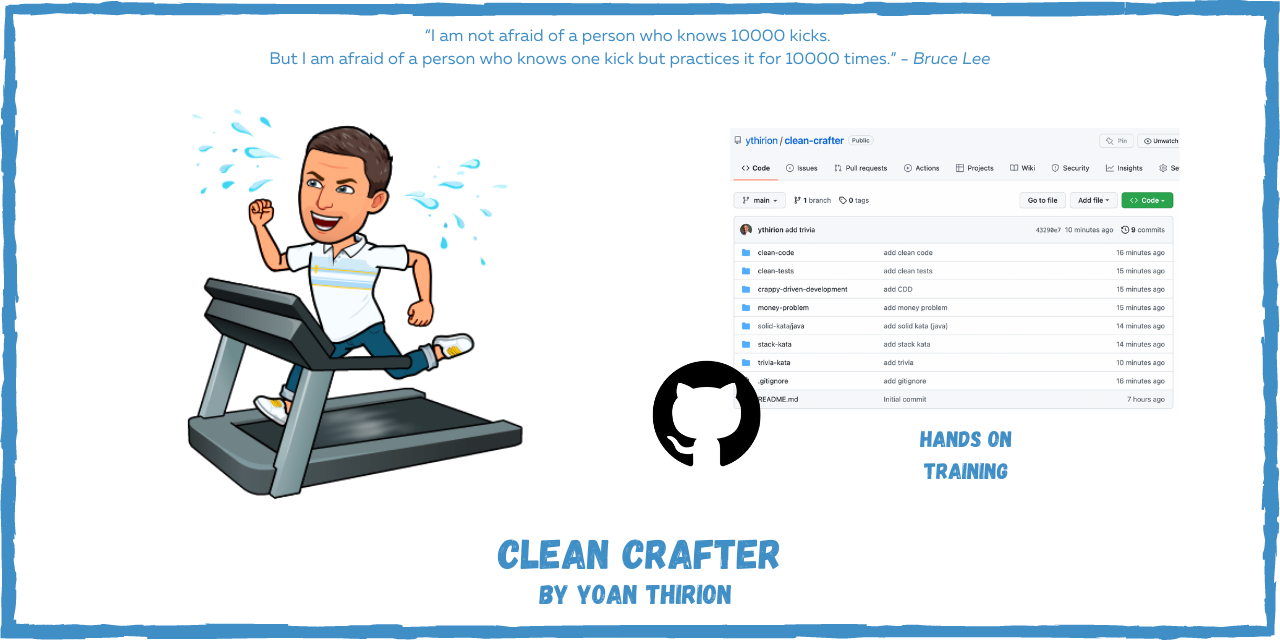 “I am not afraid of a person who knows 10000 kicks.
But I am afraid of a person who knows one kick but practices it for 10000 times.” - Bruce Lee
ythirion / clean-crafter Public Pin Unwatch
Code Issues Pull requests Actions Projects Wiki Security Insights Se
main 1 branch 0 tags Go to file Add file Code
ythirion add trivia 43290e7 10 minutes ago 9 commits
clean-code add clean code 16 minutes ago
clean-tests add clean tests 15 minutes ago
crappy-driven-development add CDD 15 minutes ago
money-problem add money problem 15 minutes ago
solid-kata/java add solid kata (java) 14 minutes ago
stack-kata add stack kata 14 minutes ago
trivia-kata add trivia 10 minutes ago
.gitignore add gitignore 16 minutes ago
README.md Initial commit 7 hours ago
HANDS ON
TRAINING
CLEAN CRAFTER
BY YOAN THIRION